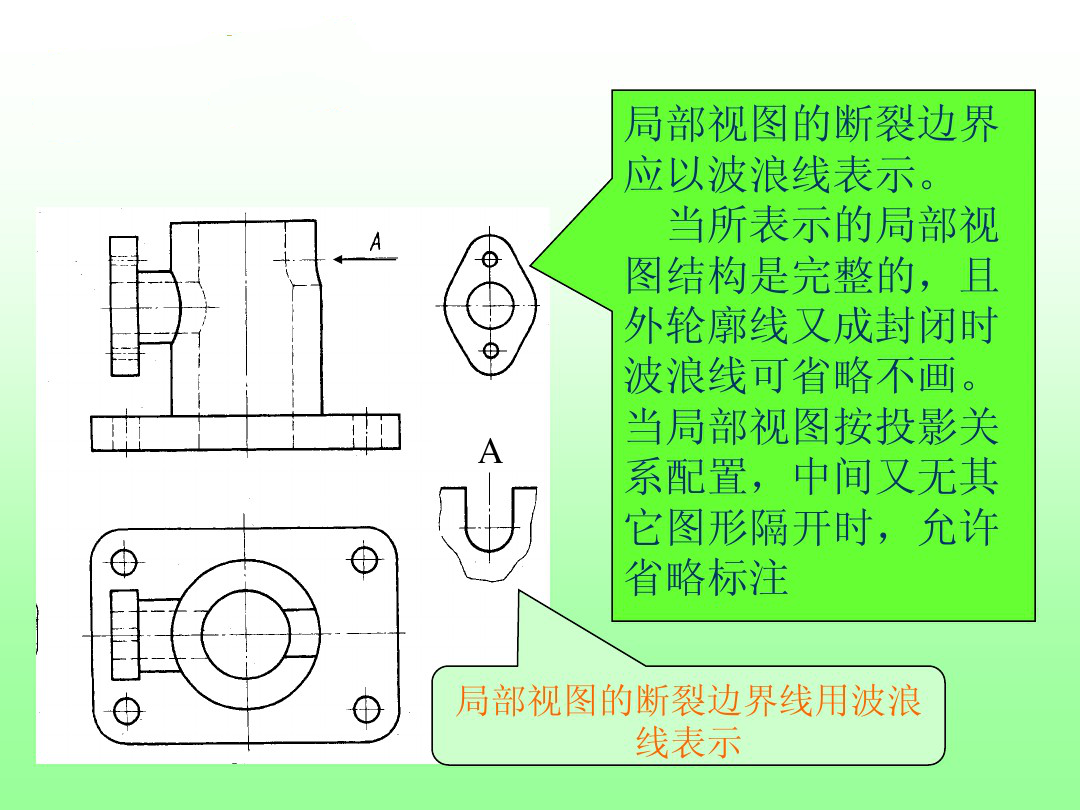 局部视图的断裂边界
应以波浪线表示。
当所表示的局部视
图结构是完整的，且
外轮廓线又成封闭时
波浪线可省略不画。
当局部视图按投影关
系配置，中间又无其
它图形隔开时，允许
省略标注
A
A
局部视图的断裂边界线用波浪
线表示